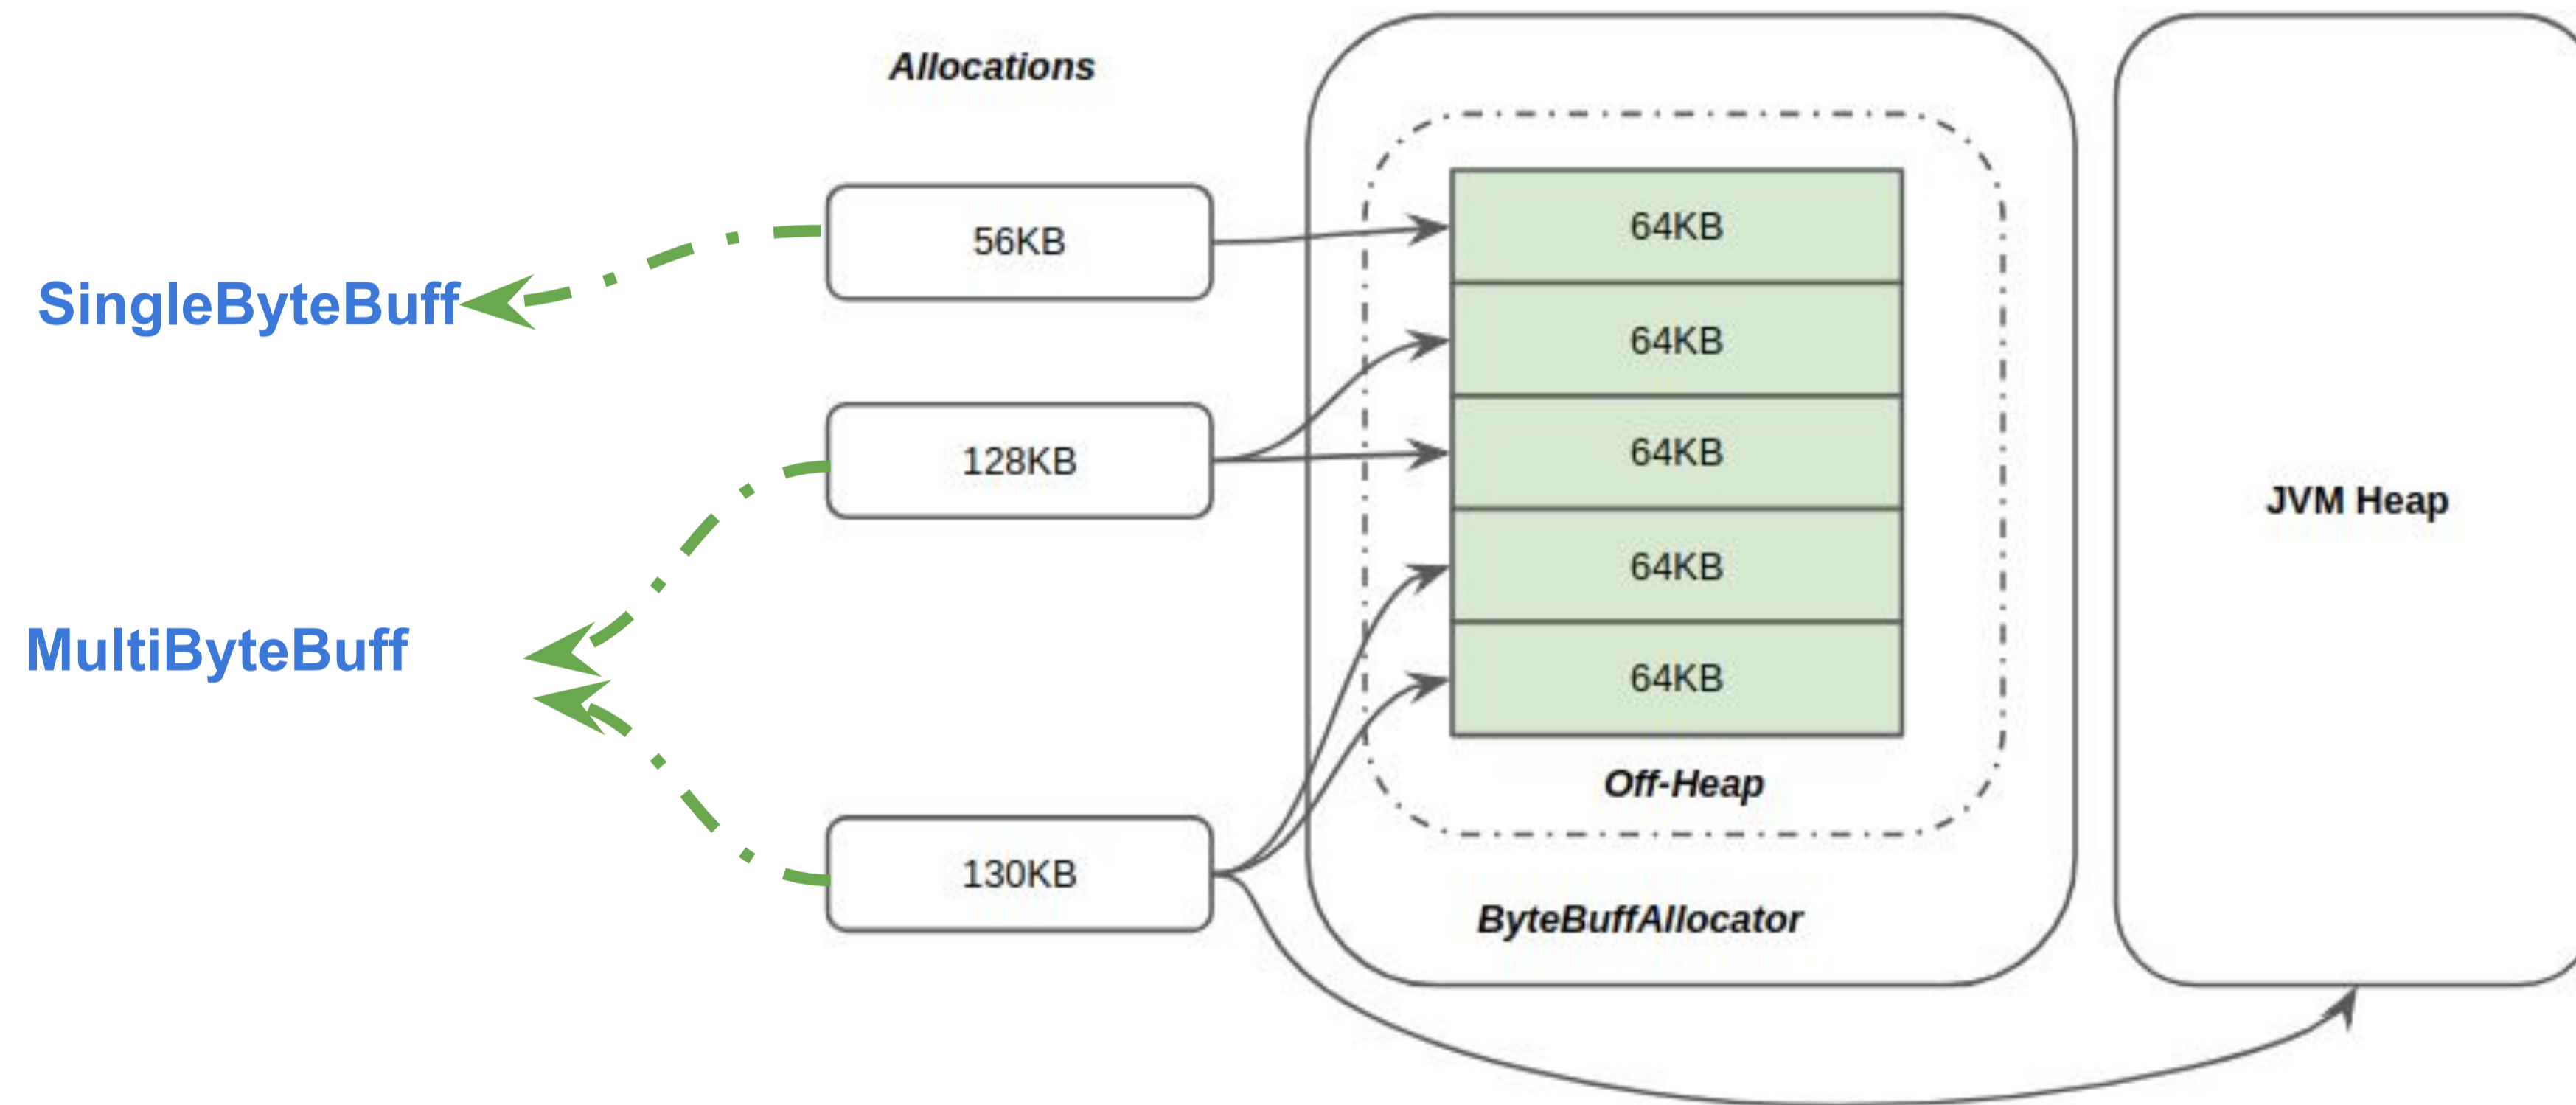 Allocations
56KB
64KB
SingleByteBuff
64KB
128KB
64KB
JVM Heap
64KB
MultiByteBuff
64KB
Off-Heap
130KB
ByteBuffAllocator